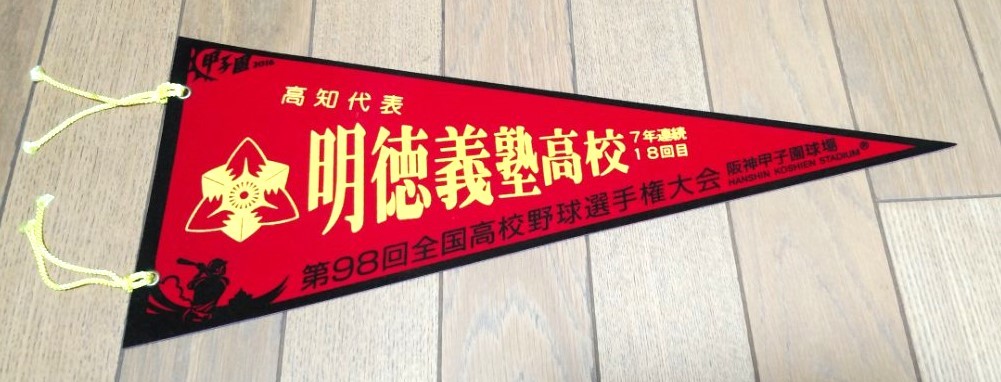 甲子園 2016
高知代表
明徳義塾高校
7年連続
18回目
第98回全国高校野球選手権大会
阪神甲子園球場
HANSHIN KOSHIEN STADIUM®